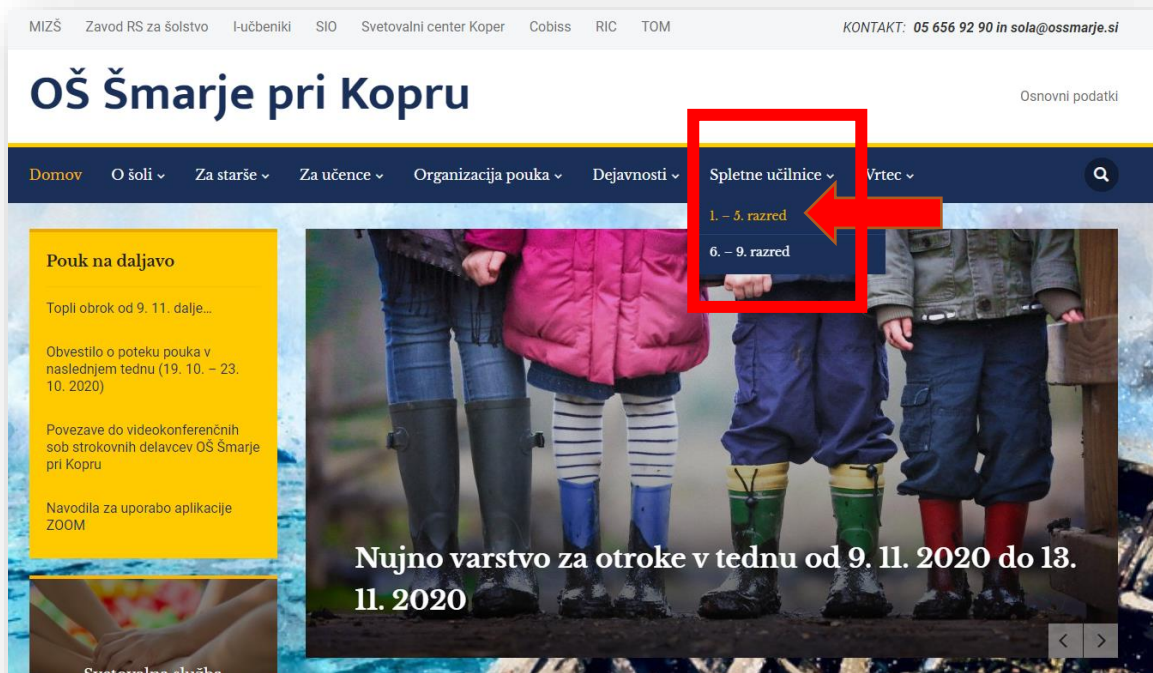 MIZŠ Zavod RS za šolstvo I-učbeniki SIO Svetovalni center Koper Cobiss RIC TOM KONTAKT: 05 656 92 90 in sola@ossmarje.si
OŠ Šmarje pri Kopru
Osnovni podatki
Domov O šoli Za starše Za učence Organizacija pouka Dejavnosti Spletne učilnice Vrtec
1. – 5. razred
6. – 9. razred
Pouk na daljavo
Topli obrok od 9. 11. dalje...
Obvestilo o poteku pouka v
naslednjem tednu (19. 10. – 23.
10. 2020)
Povezave do videokonferenčnih
sob strokovnih delavcev OŠ Šmarje
pri Kopru
Navodila za uporabo aplikacije
ZOOM
Nujno varstvo za otroke v tednu od 9. 11. 2020 do 13.
11. 2020
Svetovalna služba